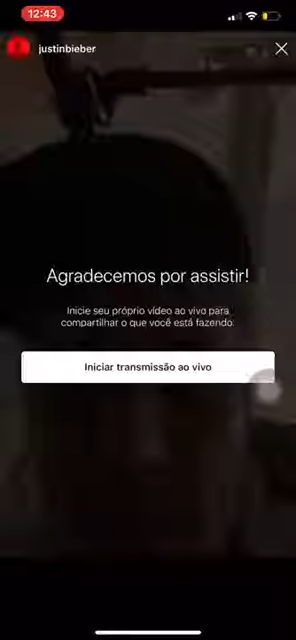 12:43
justinbieber
Agradecemos por assistir!
Inicie seu próprio vídeo ao vivo para
compartilhar o que você está fazendo.
Iniciar transmissão ao vivo